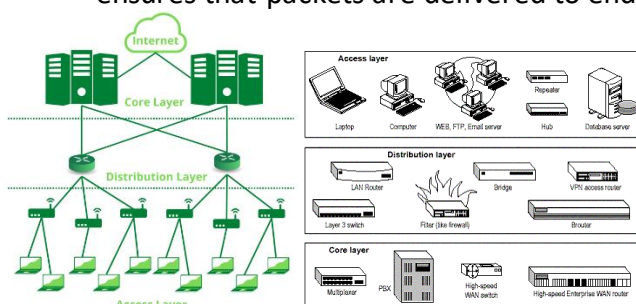 ensures that packets are delivered to end
Internet
Core Layer
Distribution Layer
Access Layer
Access layer
Laptop
Computer
WEB, FTP, Email server
Repeater
Hub
Database server
Distribution layer
LAN Router
Bridge
VPN access router
Layer 3 switch
Filter (like firewall)
Brouter
Core layer
Multiplexer
PBX
High-speed
WAN switch
High-speed Enterprise WAN router